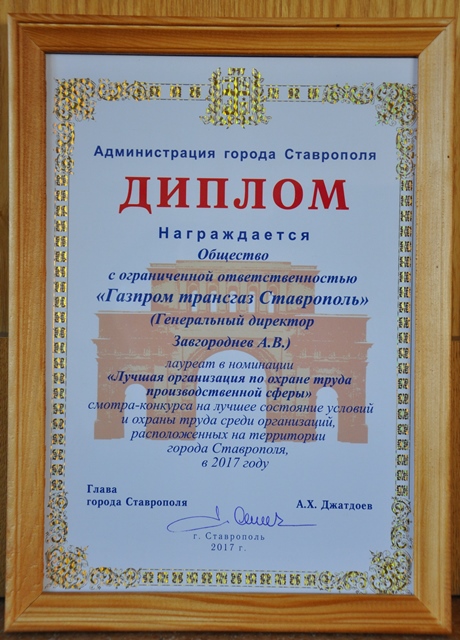 Администрация города Ставрополя
ДИПЛОМ
Награждается
Общество
с ограниченной ответственностью
«Газпром трансгаз Ставрополь»
(Генеральный директор
Завгороднев А.В.)
лауреат в номинации
«Лучшая организация по охране труда
производственной сферы»
смотра-конкурса на лучшее состояние условий
и охраны труда среди организаций,
расположенных на территории
города Ставрополя,
в 2017 году
Глава
города Ставрополя А.Х. Джатдоев
г. Ставрополь
2017 г.